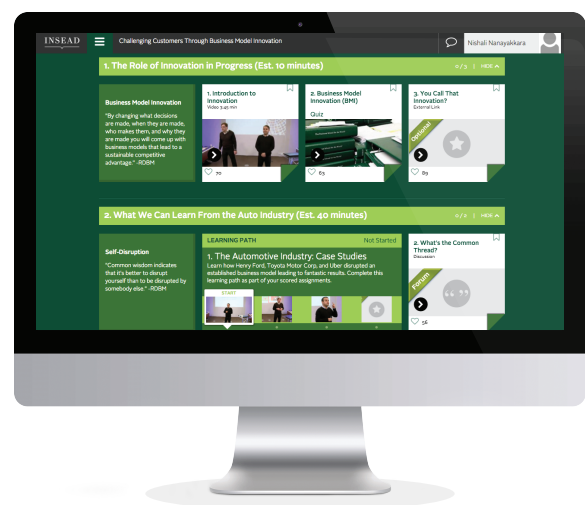 INSEAD
Challenging Customers Through Business Model Innovation
Nishali Nanayakkara
1. The Role of Innovation in Progress (Est. 10 minutes)
0/3 | HIDE
Business Model Innovation
"By changing what decisions
are made, when they are made,
who makes them, and why they
are made you will come up with
business models that lead to a
sustainable competitive
advantage." -RDBM
1. Introduction to
Innovation
Video 3:45 min
70
2. Business Model
Innovation (BMI)
Quiz
63
3. You Call That
Innovation?
External Link
Optional
89
2. What We Can Learn From the Auto Industry (Est. 40 minutes)
0/2 | HIDE
Self-Disruption
"Common wisdom indicates
that it's better to disrupt
yourself than to be disrupted by
somebody else." -RDBM
LEARNING PATH
Not Started
1. The Automotive Industry: Case Studies
Learn how Henry Ford, Toyota Motor Corp, and Uber disrupted an
established business model leading to fantastic results. Complete this
learning path as part of your scored assignments.
START
2. What's the Common
Thread?
Discussion
Forum
56